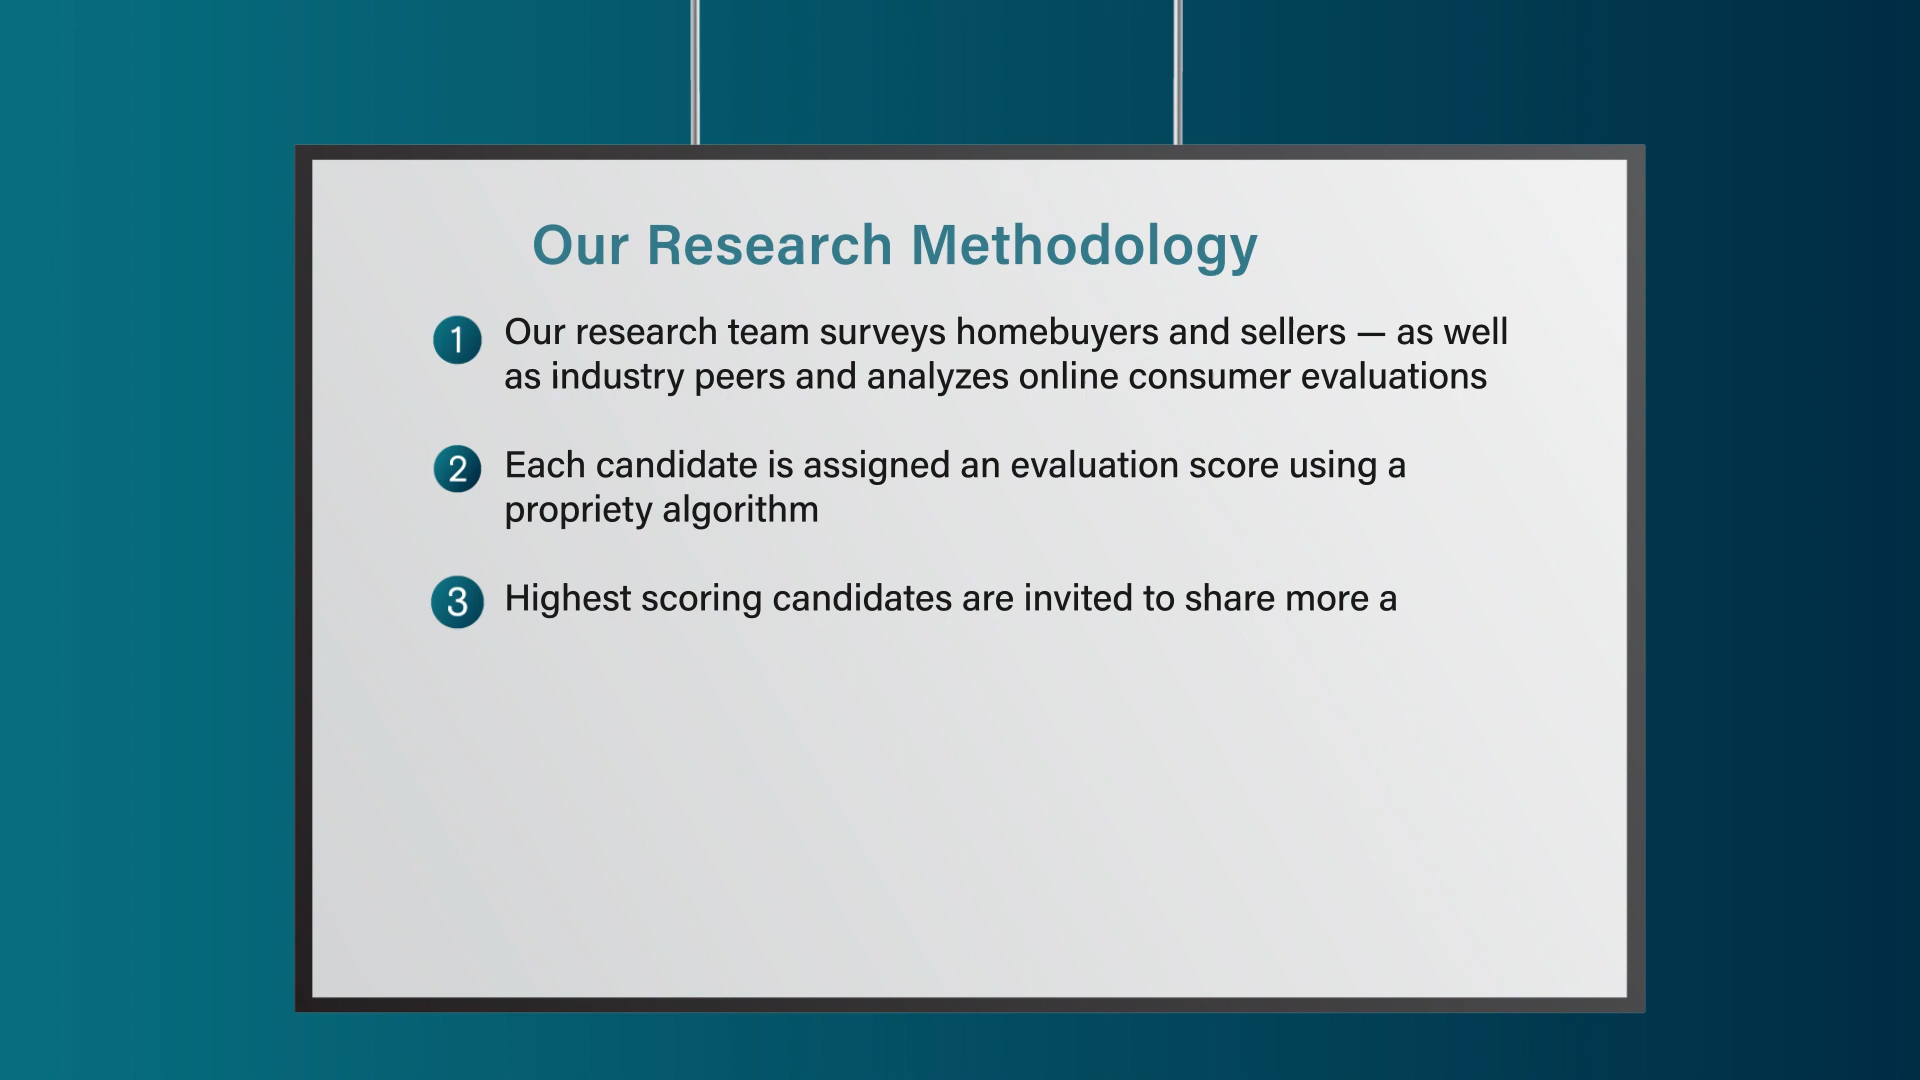 Our Research Methodology
1 Our research team surveys homebuyers and sellers — as well
as industry peers and analyzes online consumer evaluations
2 Each candidate is assigned an evaluation score using a
propriety algorithm
3 Highest scoring candidates are invited to share more a